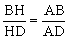 BH/HD = AB/AD